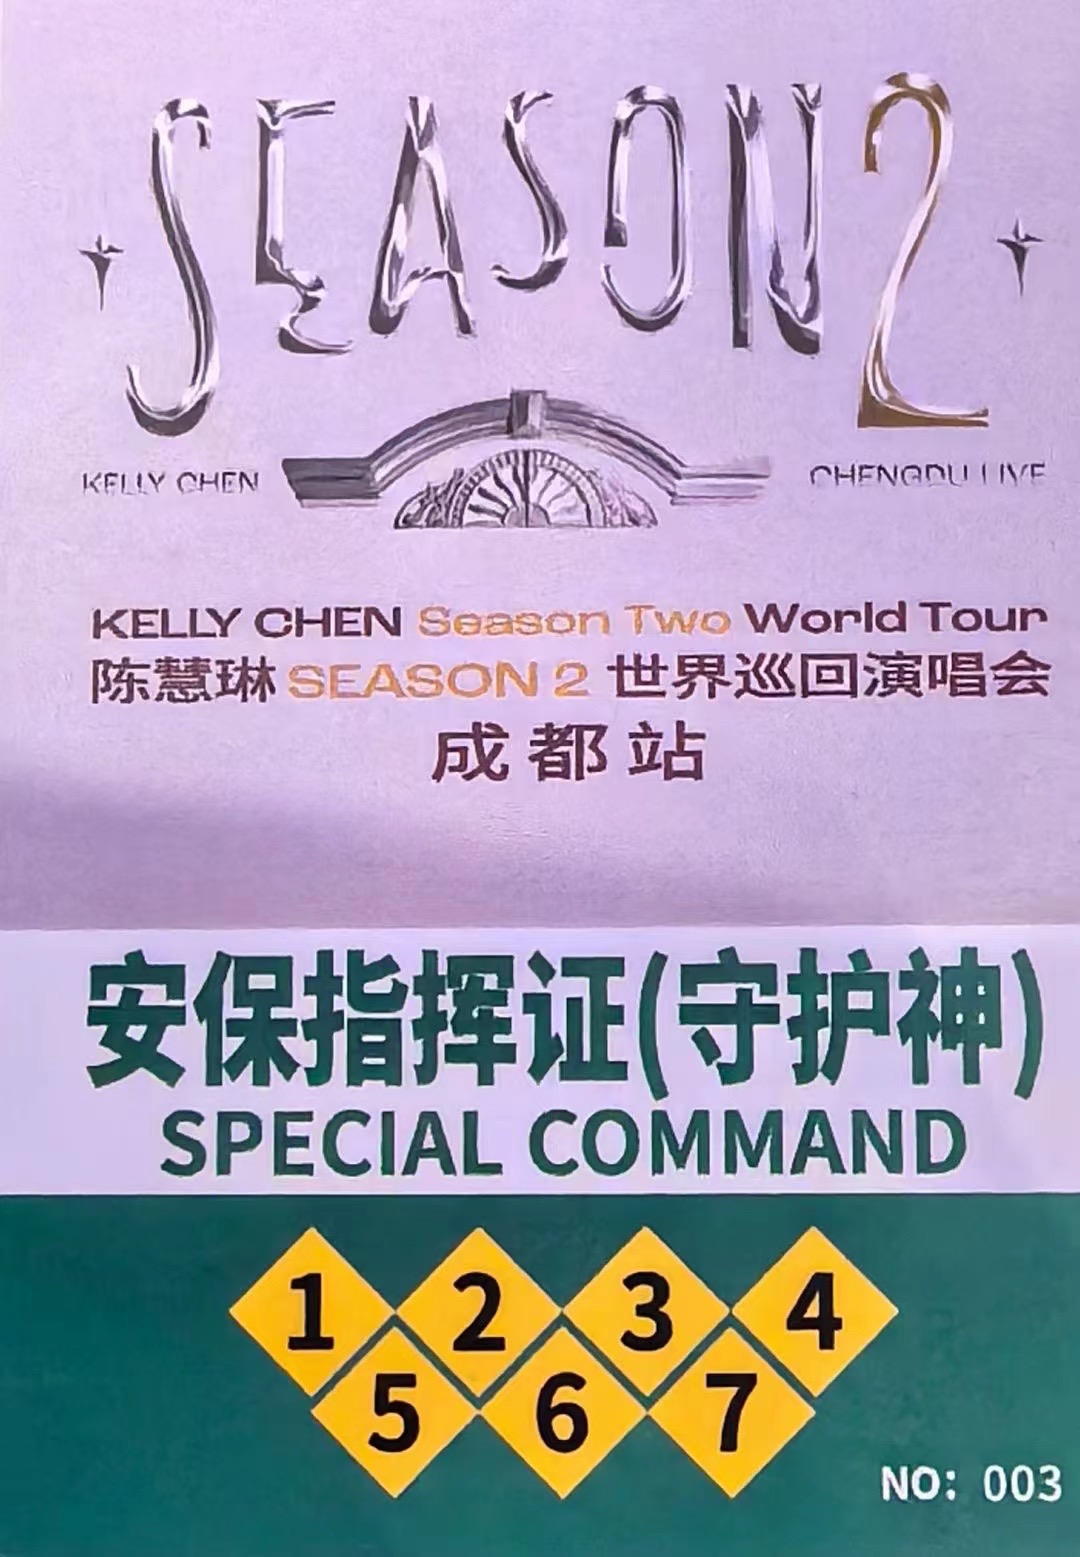 SEASON2
KELLY CHEN
CHENGDU LIVE
KELLY CHEN Season Two World Tour
陈慧琳 SEASON 2 世界巡回演唱会
成都站
安保指挥证(守护神)
SPECIAL COMMAND
1 2 3 4
5 6 7
NO: 003